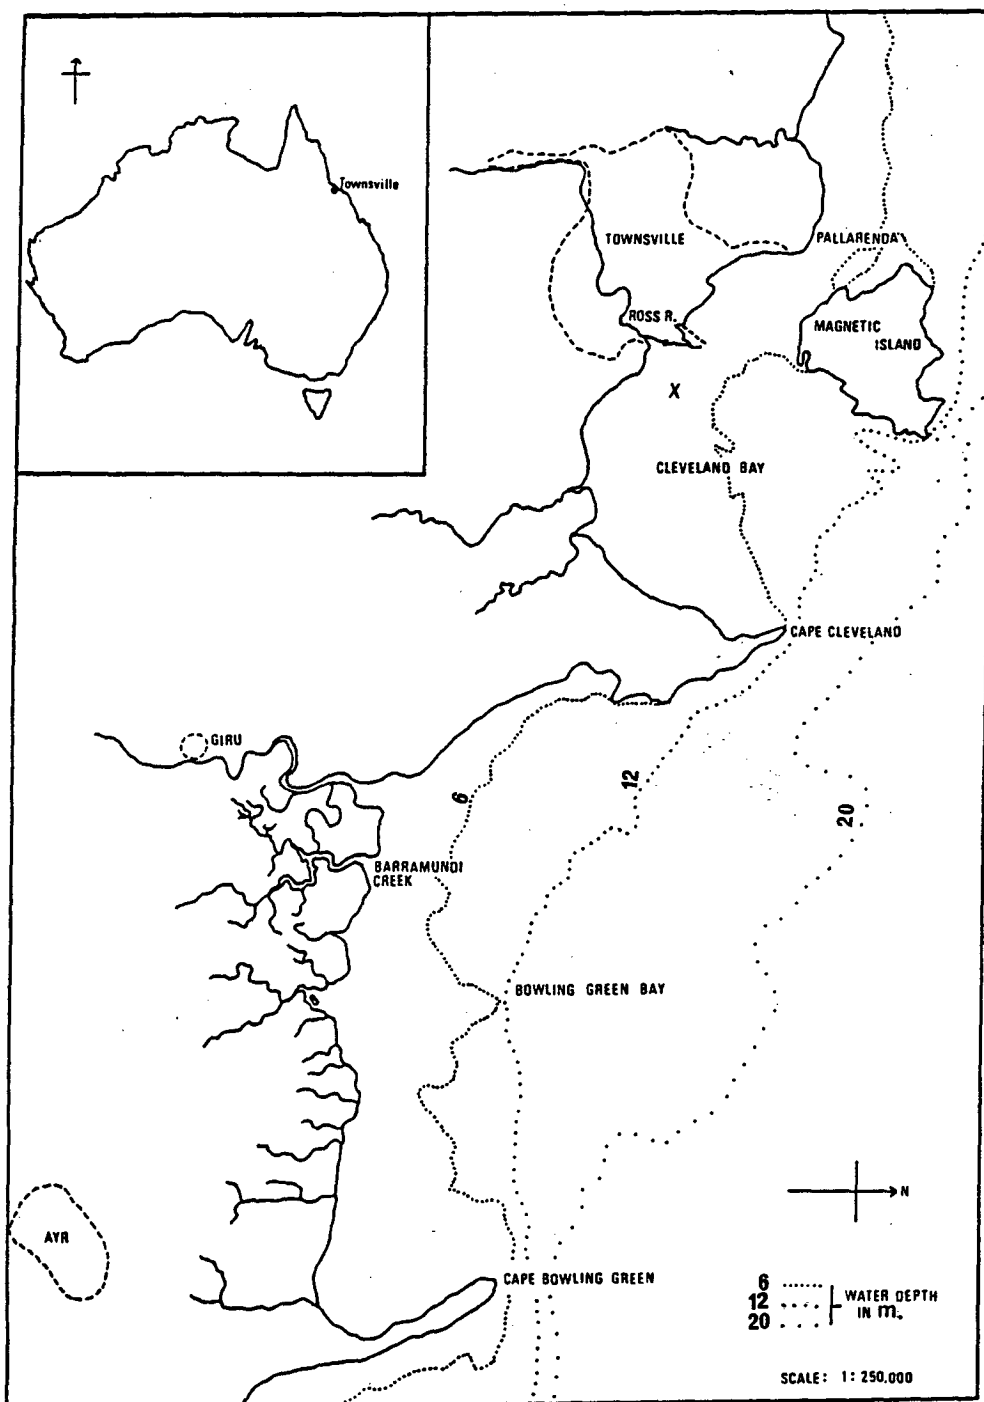 Townsville
TOWNSVILLE
PALLARENDA
ROSS R.
MAGNETIC
ISLAND
X
CLEVELAND BAY
CAPE CLEVELAND
GIRU
6
12
20
BARRAMUNDI
CREEK
BOWLING GREEN BAY
N
AYR
CAPE BOWLING GREEN
6
12
20
WATER DEPTH
IN m.
SCALE: 1: 250,000